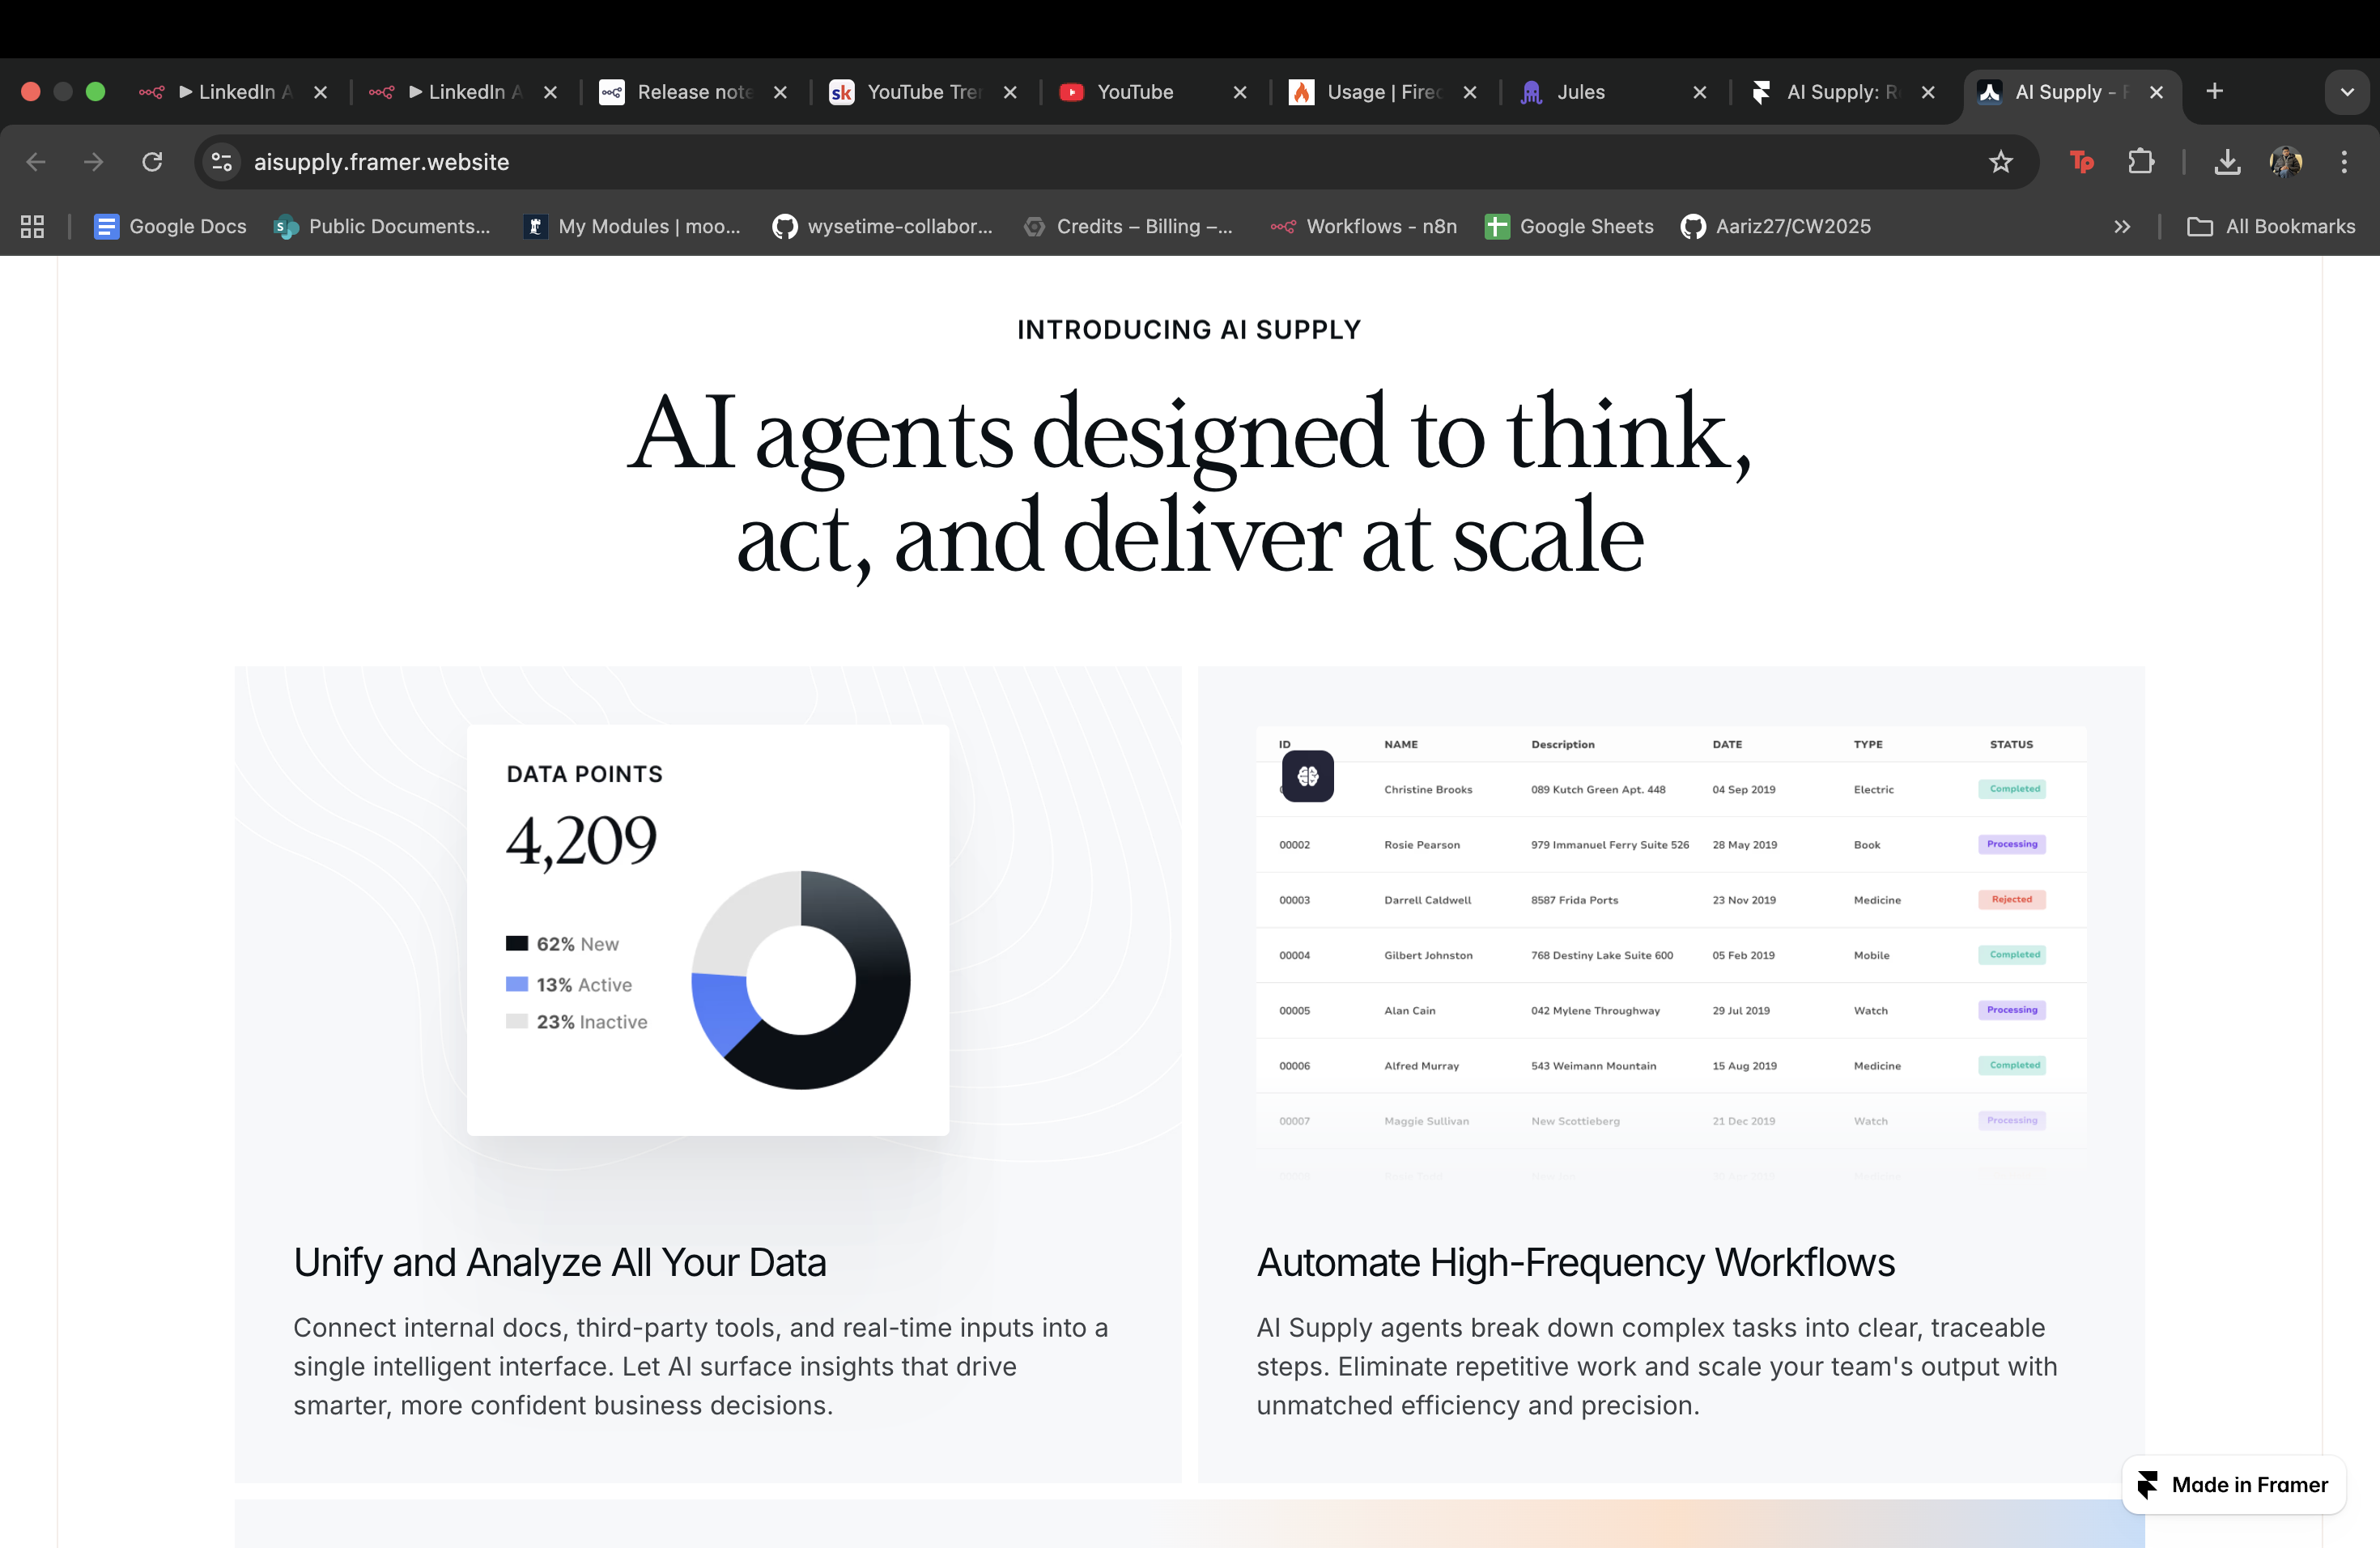 LinkedIn A
LinkedIn A
Release note
sk
YouTube Tre
YouTube
Usage | Firec
Jules
AI Supply: R
AI Supply - F
aisupply.framer.website
Tp
Google Docs
Public Documents...
My Modules | moo...
wysetime-collabor...
Credits – Billing –...
Workflows - n8n
Google Sheets
Aariz27/CW2025
All Bookmarks
INTRODUCING AI SUPPLY
AI agents designed to think,
act, and deliver at scale
DATA POINTS
4,209
62% New
13% Active
23% Inactive
ID NAME Description DATE TYPE STATUS
Christine Brooks 089 Kutch Green Apt. 448 04 Sep 2019 Electric Completed
00002 Rosie Pearson 979 Immanuel Ferry Suite 526 28 May 2019 Book Processing
00003 Darrell Caldwell 8587 Frida Ports 23 Nov 2019 Medicine Rejected
00004 Gilbert Johnston 768 Destiny Lake Suite 600 05 Feb 2019 Mobile Completed
00005 Alan Cain 042 Mylene Throughway 29 Jul 2019 Watch Processing
00006 Alfred Murray 543 Weimann Mountain 15 Aug 2019 Medicine Completed
00007 Maggie Sullivan New Scottieberg 21 Dec 2019 Watch Processing
Unify and Analyze All Your Data
Connect internal docs, third-party tools, and real-time inputs into a
single intelligent interface. Let AI surface insights that drive
smarter, more confident business decisions.
Automate High-Frequency Workflows
AI Supply agents break down complex tasks into clear, traceable
steps. Eliminate repetitive work and scale your team's output with
unmatched efficiency and precision.
Made in Framer